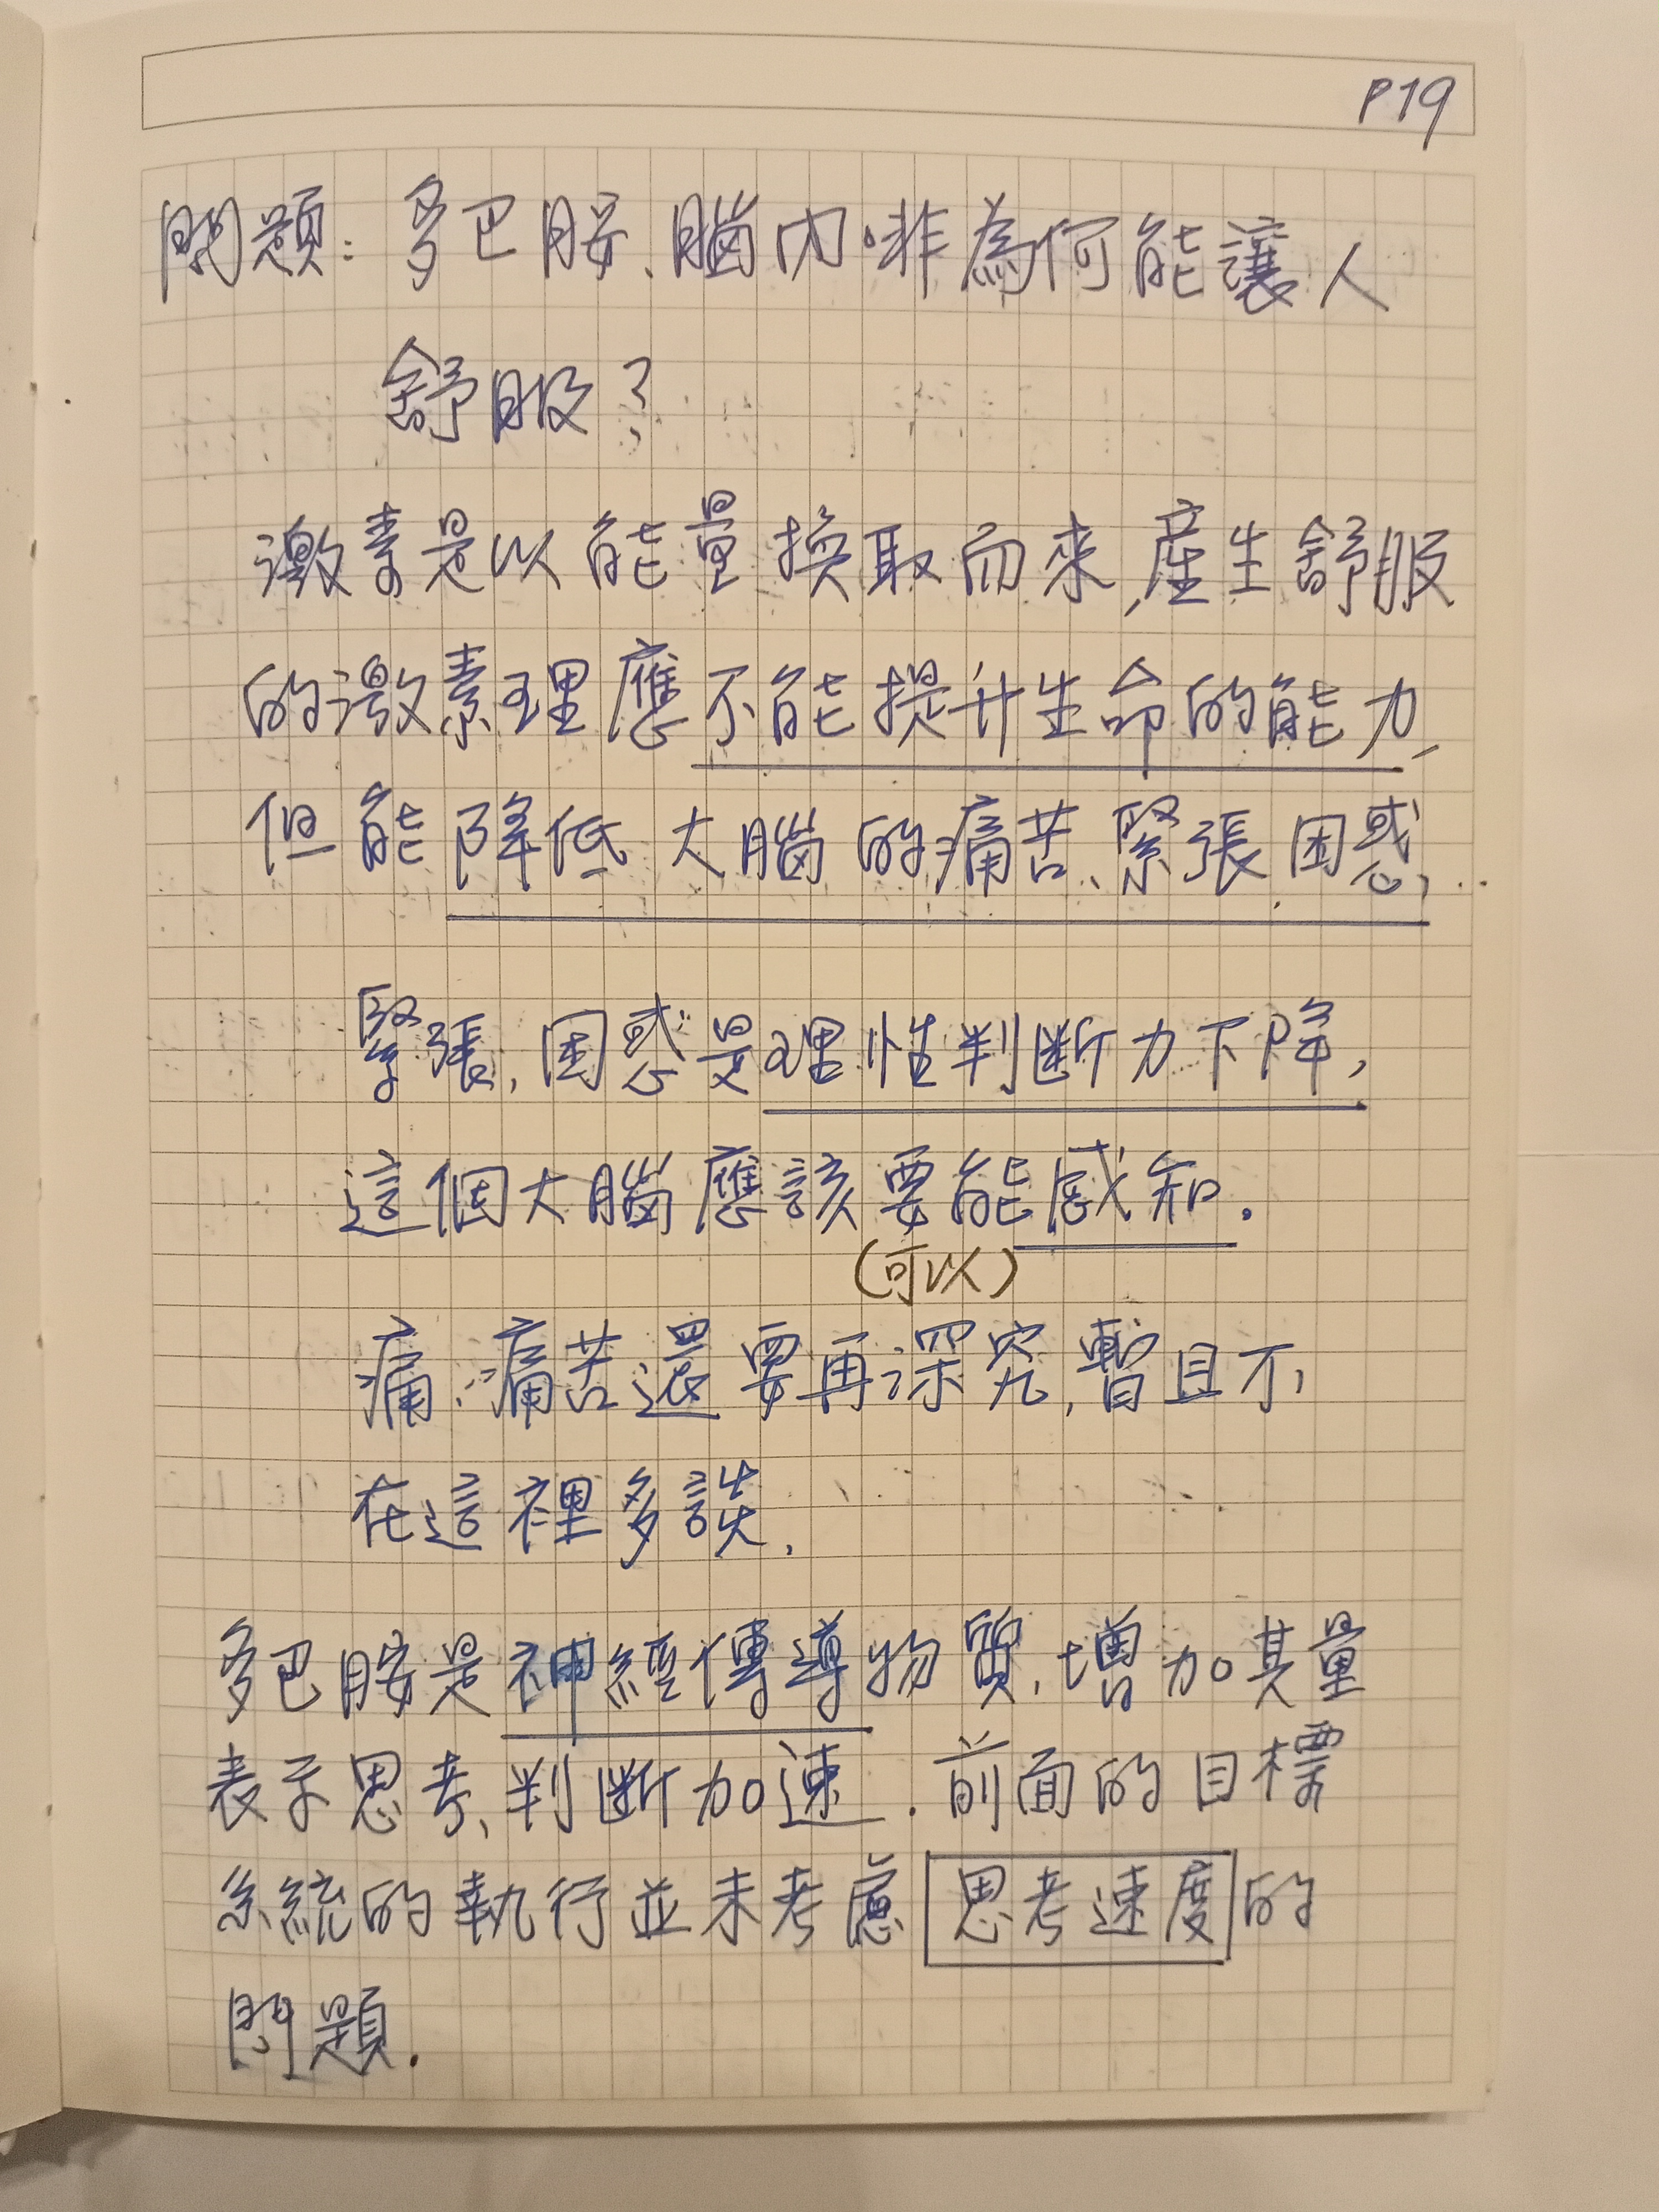 P19
問題:多巴胺、腦內啡為何能讓人
舒服?
激素是以能量換取而來,產生舒服
的激素理應不能提升生命的能力,
但能降低大腦的痛苦、緊張、困惑,
緊張、困惑是理性判斷力下降,
這個大腦應該要能感知.
(可以)
痛、痛苦還要再深究,暫且不
在這裡多談.
多巴胺是神經傳導物質.增加其量
表示思考、判斷加速.前面的目標
系統的執行並未考慮思考速度的
問題.